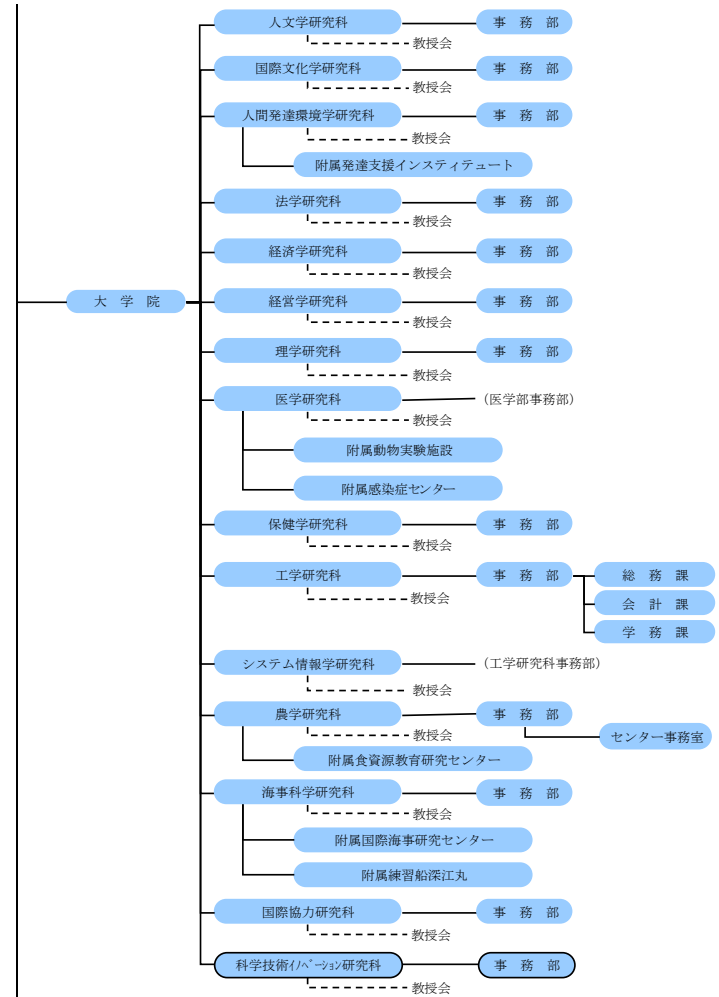 人文学研究科 事 務 部
教授会
国際文化学研究科 事 務 部
教授会
人間発達環境学研究科 事 務 部
教授会
附属発達支援インスティテュート
法学研究科 事 務 部
教授会
経済学研究科 事 務 部
教授会
大 学 院 経営学研究科 事 務 部
教授会
理学研究科 事 務 部
教授会
医学研究科 (医学部事務部)
教授会
附属動物実験施設
附属感染症センター
保健学研究科 事 務 部
教授会
工学研究科 事 務 部 総 務 課
教授会
会 計 課
学 務 課
システム情報学研究科 (工学研究科事務部)
教授会
農学研究科 事 務 部
教授会 センター事務室
附属食資源教育研究センター
海事科学研究科 事 務 部
教授会
附属国際海事研究センター
附属練習船深江丸
国際協力研究科 事 務 部
教授会
科学技術ｲﾉﾍﾞｰｼｮﾝ研究科 事 務 部
教授会